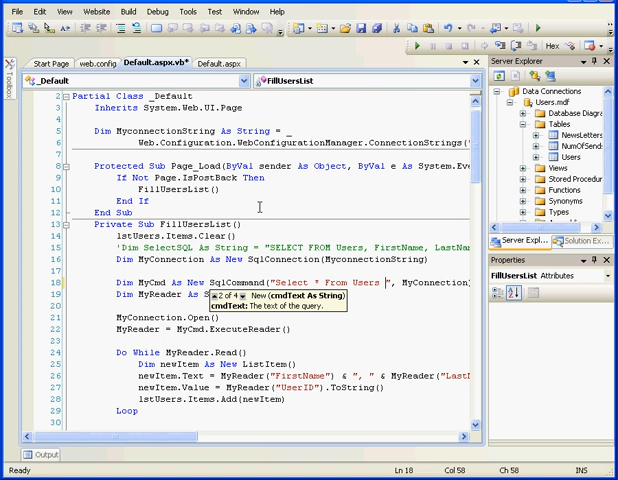 File Edit View Website Build Debug Tools Test Window Help
Hex
Toolbox
Start Page web.config Default.aspx.vb* Default.aspx
_Default FillUsersList
2 Partial Class _Default
3 Inherits System.Web.UI.Page
4
5 Dim MyconnectionString As String = _
6 Web.Configuration.WebConfigurationManager.ConnectionStrings("
7
8 Protected Sub Page_Load(ByVal sender As Object, ByVal e As System.Eve
9 If Not Page.IsPostBack Then
10 FillUsersList()
11 End If
12 End Sub
13 Private Sub FillUsersList()
14 lstUsers.Items.Clear()
15 'Dim SelectSQL As String = "SELECT FROM Users, FirstName, LastNam
16 Dim MyConnection As New SqlConnection(MyconnectionString)
17
18 Dim MyCmd As New SqlCommand("Select * From Users ", MyConnection)
19 Dim MyReader As S
2 of 4 New (cmdText As String)
cmdText: The text of the query.
21 MyConnection.Open()
22 MyReader = MyCmd.ExecuteReader()
23
24 Do While MyReader.Read()
25 Dim newItem As New ListItem()
26 newItem.Text = MyReader("FirstName") & ", " & MyReader("LastN
27 newItem.Value = MyReader("UserID").ToString()
28 lstUsers.Items.Add(newItem)
29 Loop
30
Server Explorer
Data Connections
Users.mdf
Database Diagra
Tables
NewsLetters
NumOfSends
Users
Views
Stored Procedur
Functions
Synonyms
Types
Server Expl... Solution Ex...
Properties
FillUsersList Attributes
Output
Ready Ln 18 Col 58 Ch 58 INS